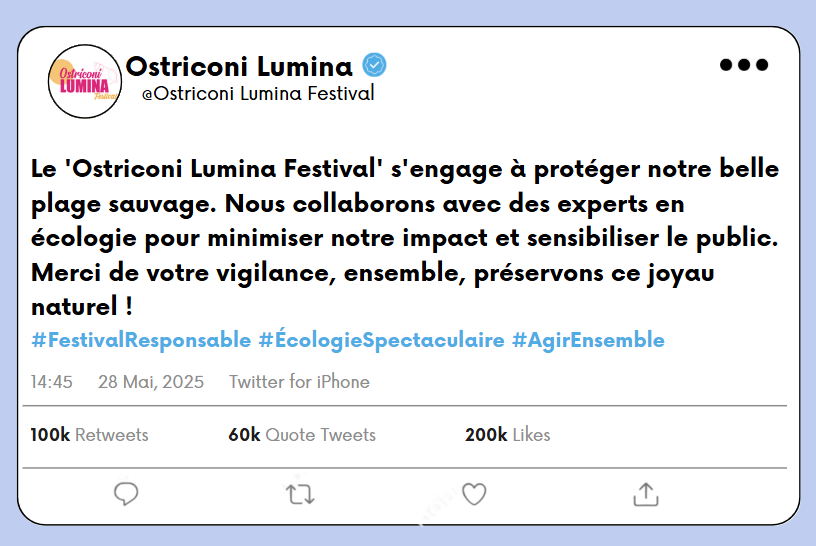 Ostriconi
LUMINA
Festival
Ostriconi Lumina
@Ostriconi Lumina Festival
Le 'Ostriconi Lumina Festival' s'engage à protéger notre belle
plage sauvage. Nous collaborons avec des experts en
écologie pour minimiser notre impact et sensibiliser le public.
Merci de votre vigilance, ensemble, préservons ce joyau
naturel !
#FestivalResponsable #ÉcologieSpectaculaire #AgirEnsemble
14:45 28 Mai, 2025 Twitter for iPhone
100k Retweets 60k Quote Tweets 200k Likes